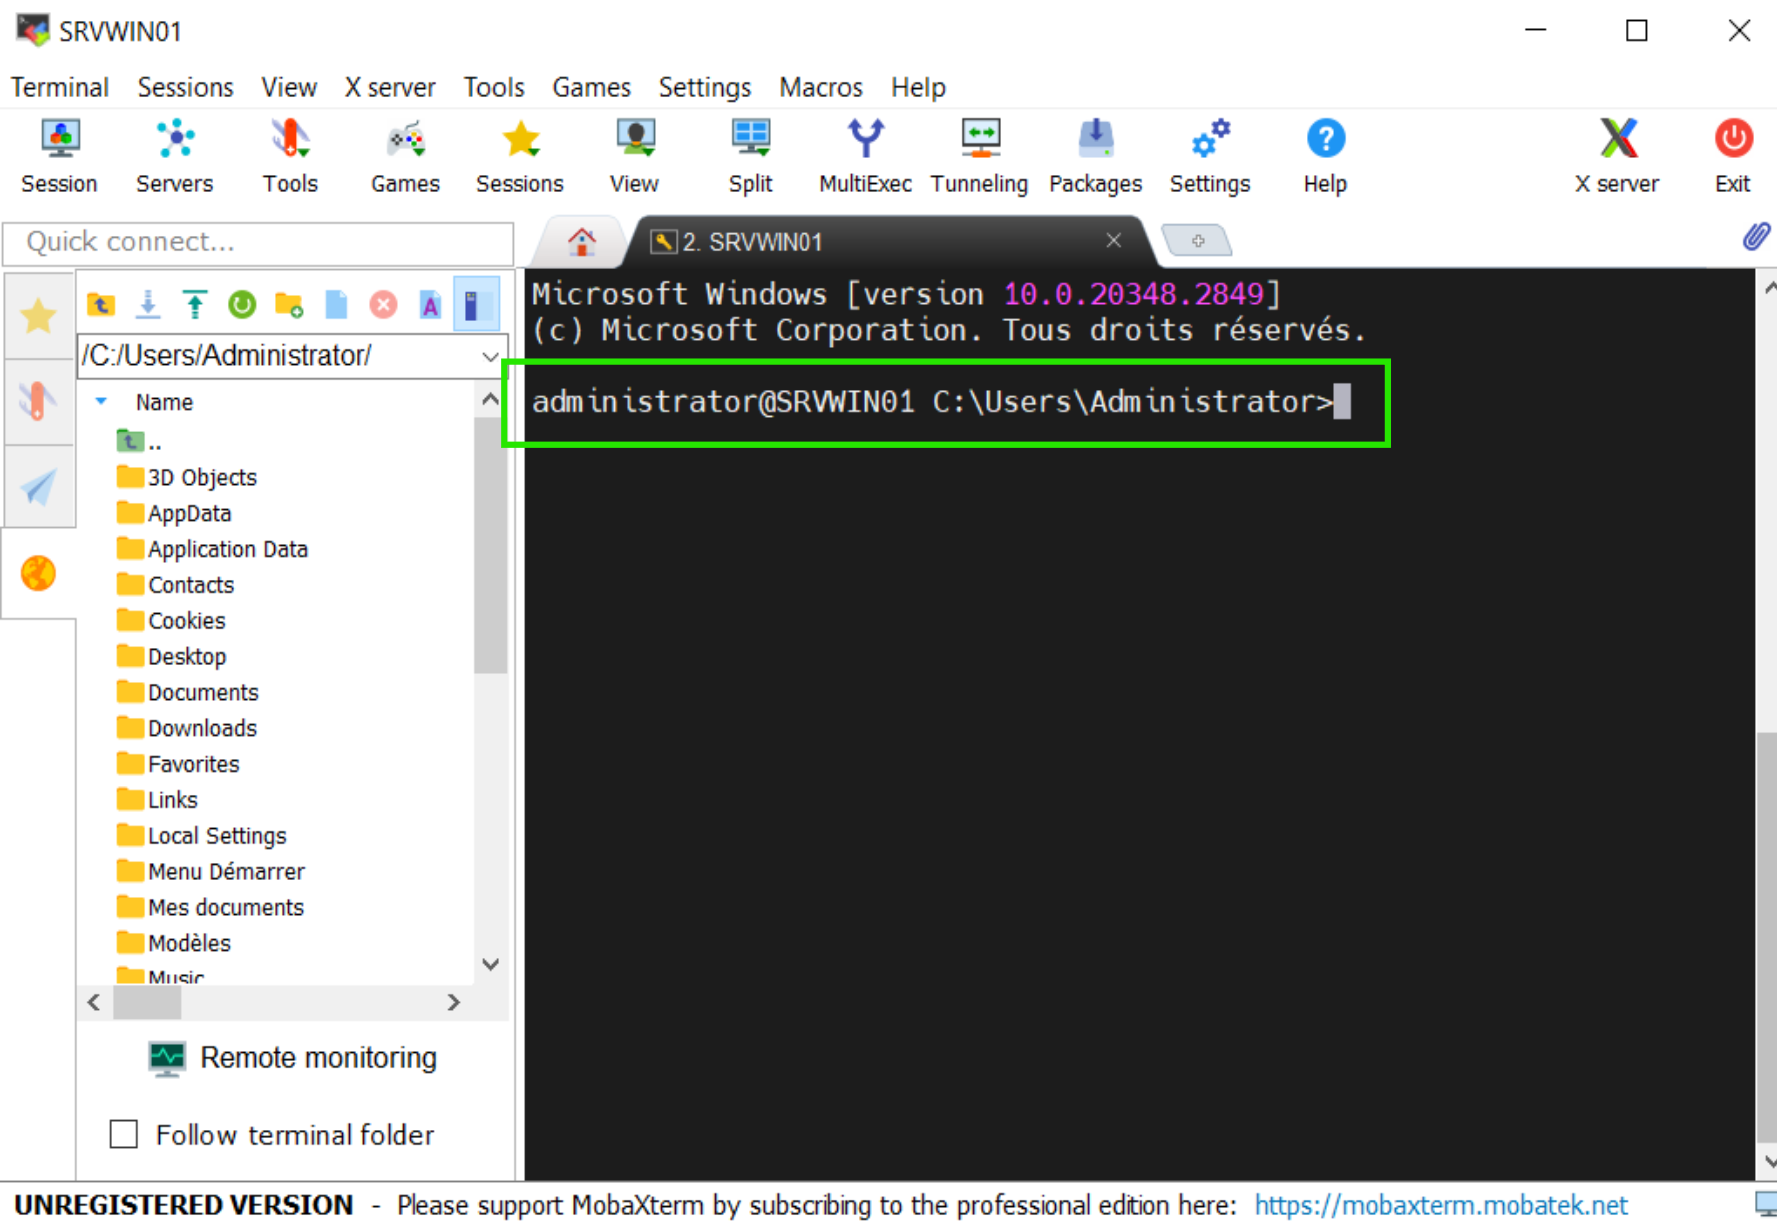 SRVWIN01
Terminal Sessions View X server Tools Games Settings Macros Help
Session Servers Tools Games Sessions View Split MultiExec Tunneling Packages Settings Help X server Exit
Quick connect...
2. SRVWIN01
/C:/Users/Administrator/
Name
..
3D Objects
AppData
Application Data
Contacts
Cookies
Desktop
Documents
Downloads
Favorites
Links
Local Settings
Menu Démarrer
Mes documents
Modèles
Music
Remote monitoring
Follow terminal folder
Microsoft Windows [version 10.0.20348.2849]
(c) Microsoft Corporation. Tous droits réservés.
administrator@SRVWIN01 C:\Users\Administrator>
UNREGISTERED VERSION - Please support MobaXterm by subscribing to the professional edition here: https://mobaxterm.mobatek.net